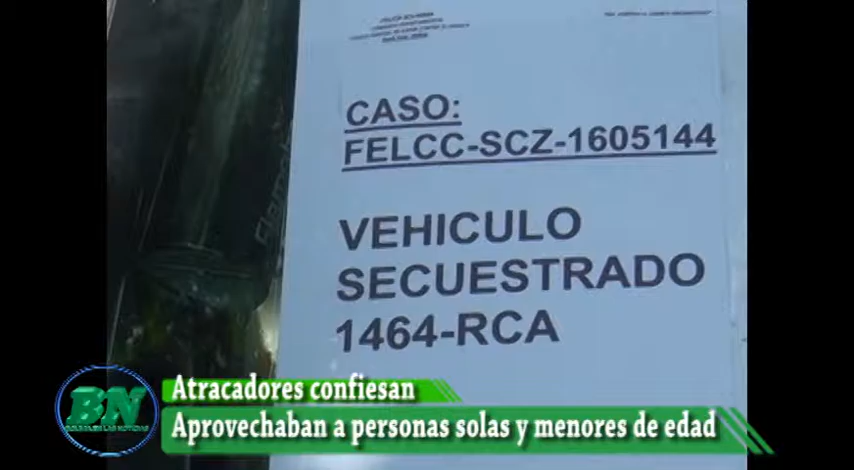 CASO:
FELCC-SCZ-1605144
VEHICULO
SECUESTRADO
1464-RCA
BN
Atracadores confiesan
Aprovechaban a personas solas y menores de edad